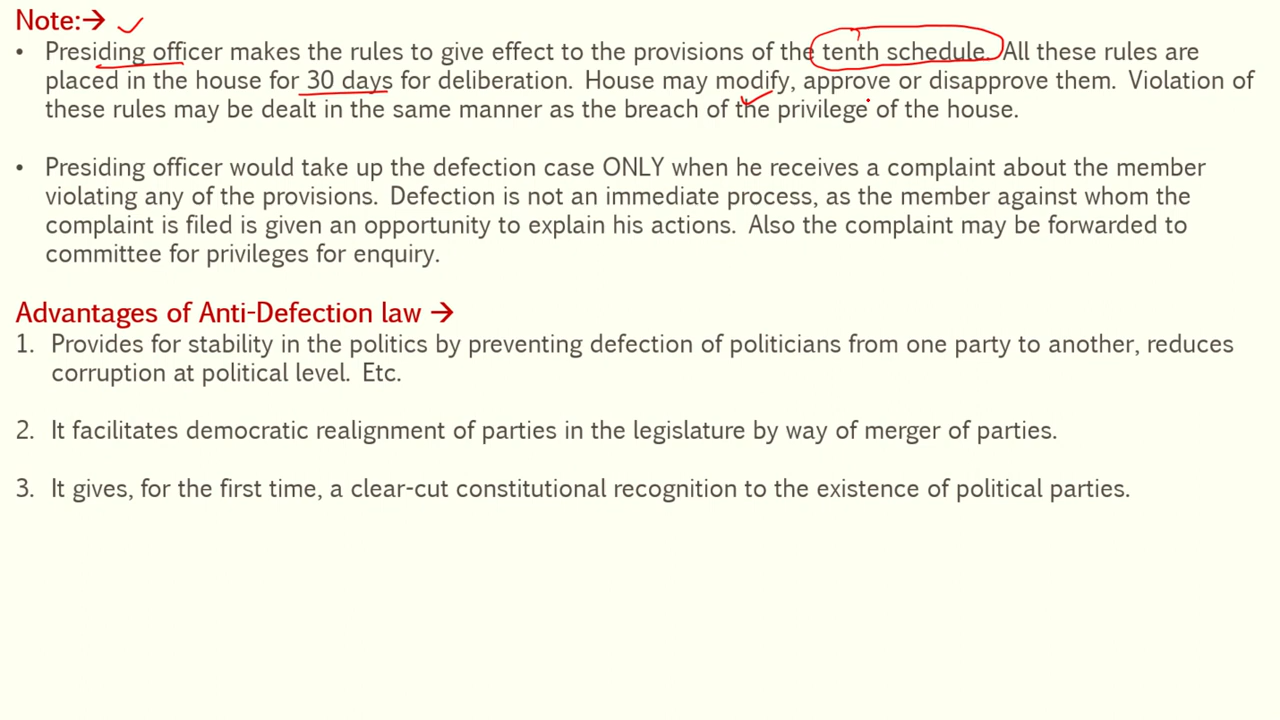 Note:→
• Presiding officer makes the rules to give effect to the provisions of the tenth schedule. All these rules are
placed in the house for 30 days for deliberation. House may modify, approve or disapprove them. Violation of
these rules may be dealt in the same manner as the breach of the privilege of the house.
• Presiding officer would take up the defection case ONLY when he receives a complaint about the member
violating any of the provisions. Defection is not an immediate process, as the member against whom the
complaint is filed is given an opportunity to explain his actions. Also the complaint may be forwarded to
committee for privileges for enquiry.
Advantages of Anti-Defection law →
1. Provides for stability in the politics by preventing defection of politicians from one party to another, reduces
corruption at political level. Etc.
2. It facilitates democratic realignment of parties in the legislature by way of merger of parties.
3. It gives, for the first time, a clear-cut constitutional recognition to the existence of political parties.